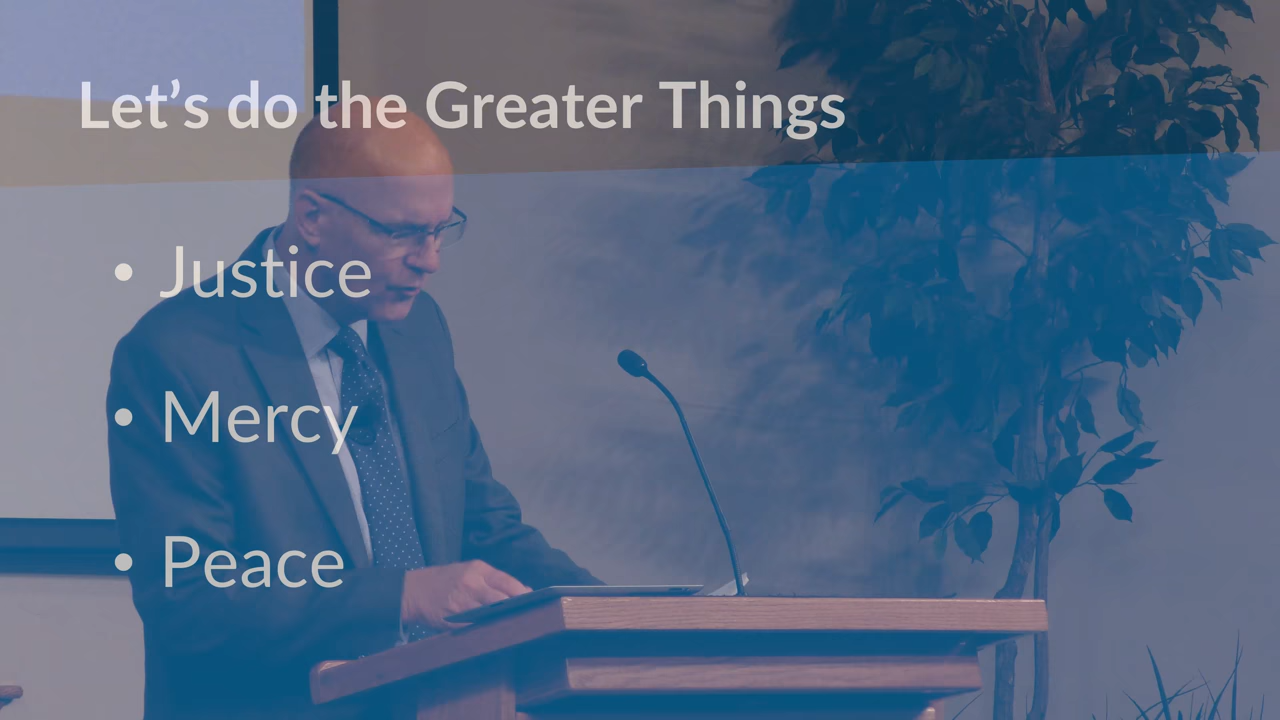 Let’s do the Greater Things
• Justice
• Mercy
• Peace